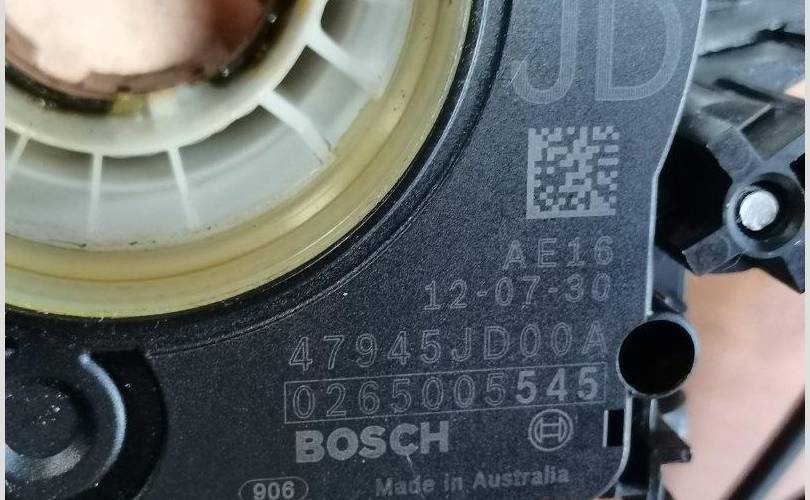 JD
AE16
12-07-30
47945JD00A
0265005545
BOSCH
906
Made in Australia